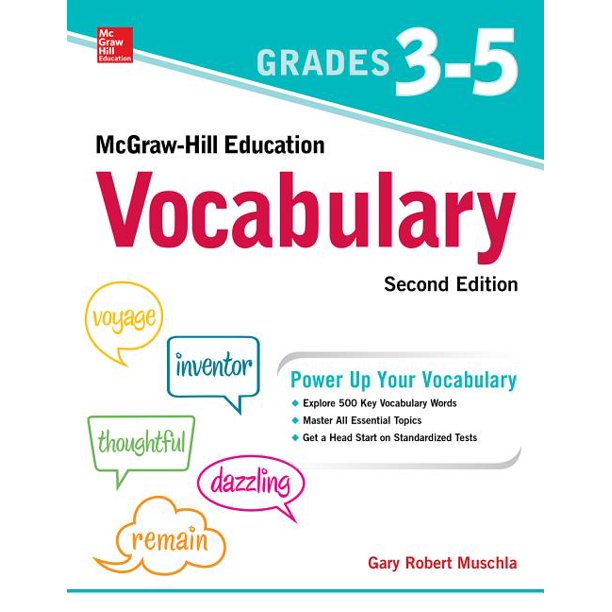 Mc
Graw
Hill
Education
GRADES 3-5
McGraw-Hill Education
Vocabulary
Second Edition
voyage
inventor
thoughtful
dazzling
remain
Power Up Your Vocabulary
Explore 500 Key Vocabulary Words
Master All Essential Topics
Get a Head Start on Standardized Tests
Gary Robert Muschla